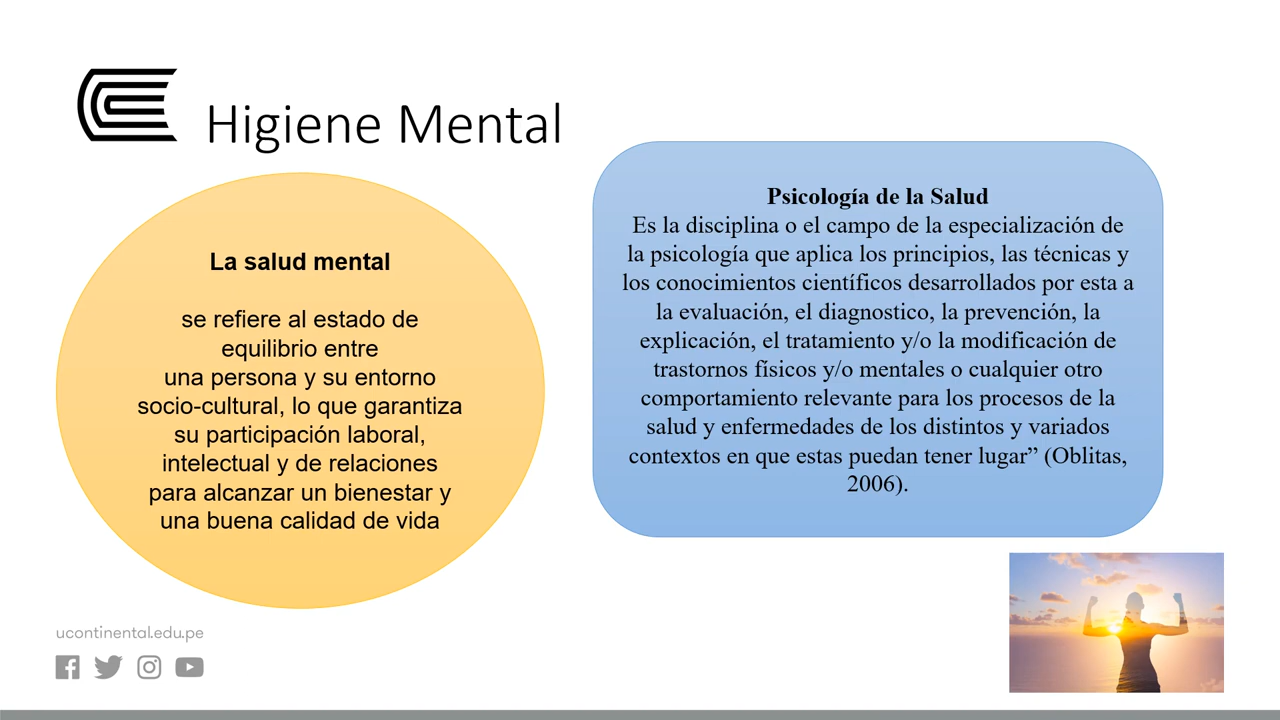 Higiene Mental
La salud mental
se refiere al estado de
equilibrio entre
una persona y su entorno
socio-cultural, lo que garantiza
su participación laboral,
intelectual y de relaciones
para alcanzar un bienestar y
una buena calidad de vida
Psicología de la Salud
Es la disciplina o el campo de la especialización de
la psicología que aplica los principios, las técnicas y
los conocimientos científicos desarrollados por esta a
la evaluación, el diagnostico, la prevención, la
explicación, el tratamiento y/o la modificación de
trastornos físicos y/o mentales o cualquier otro
comportamiento relevante para los procesos de la
salud y enfermedades de los distintos y variados
contextos en que estas puedan tener lugar” (Oblitas,
2006).
ucontinental.edu.pe